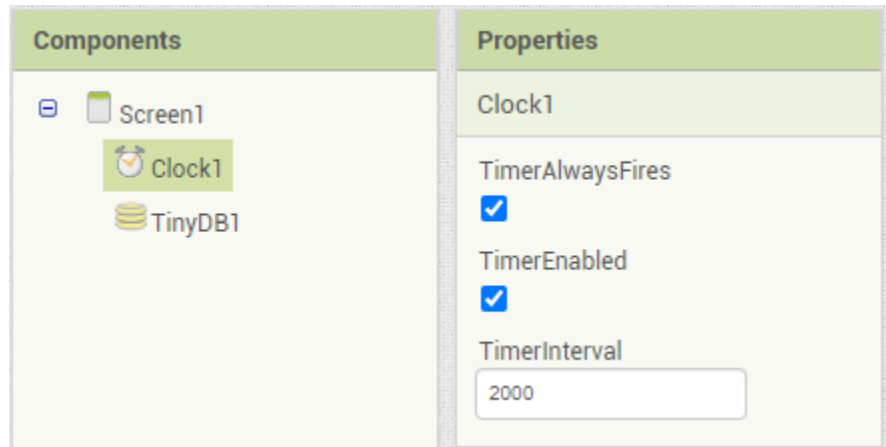 Components
Screen1
Clock1
TinyDB1
Properties
Clock1
TimerAlwaysFires
TimerEnabled
TimerInterval
2000